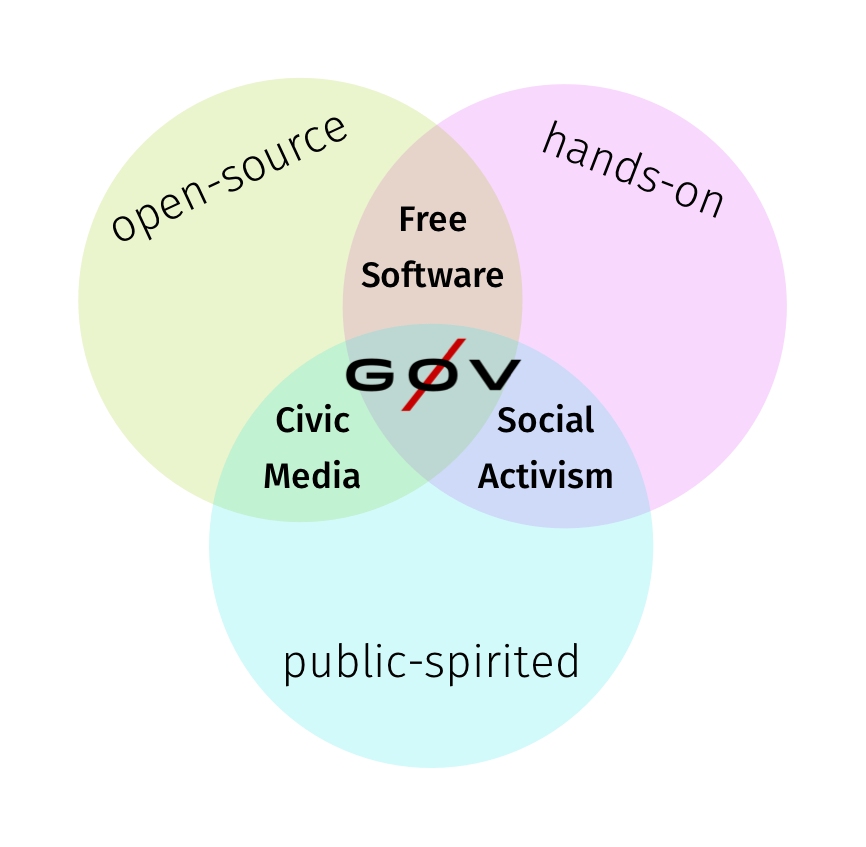 open-source
hands-on
Free
Software
GØV
Civic
Media
Social
Activism
public-spirited